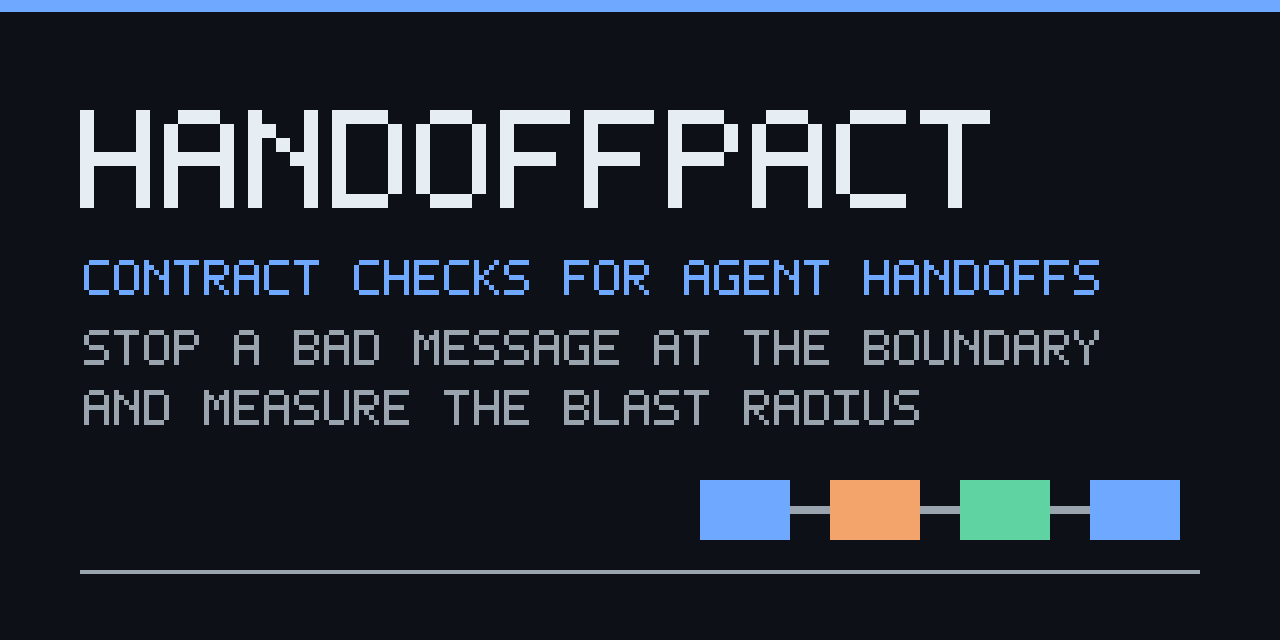 HANDOFFPACT
CONTRACT CHECKS FOR AGENT HANDOFFS
STOP A BAD MESSAGE AT THE BOUNDARY
AND MEASURE THE BLAST RADIUS